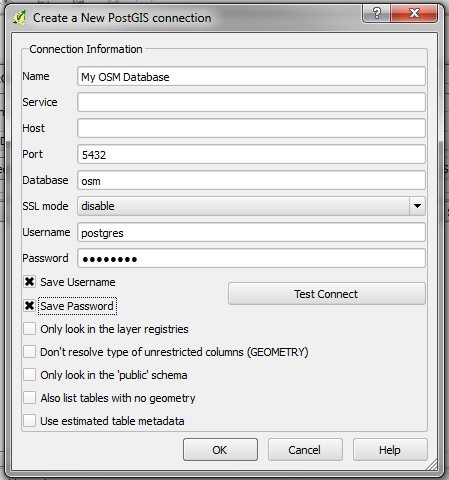 Create a New PostGIS connection
Connection Information
Name My OSM Database
Service
Host
Port 5432
Database osm
SSL mode disable
Username postgres
Password ●●●●●●●●
Save Username
Test Connect
Save Password
Only look in the layer registries
Don't resolve type of unrestricted columns (GEOMETRY)
Only look in the 'public' schema
Also list tables with no geometry
Use estimated table metadata
OK Cancel Help